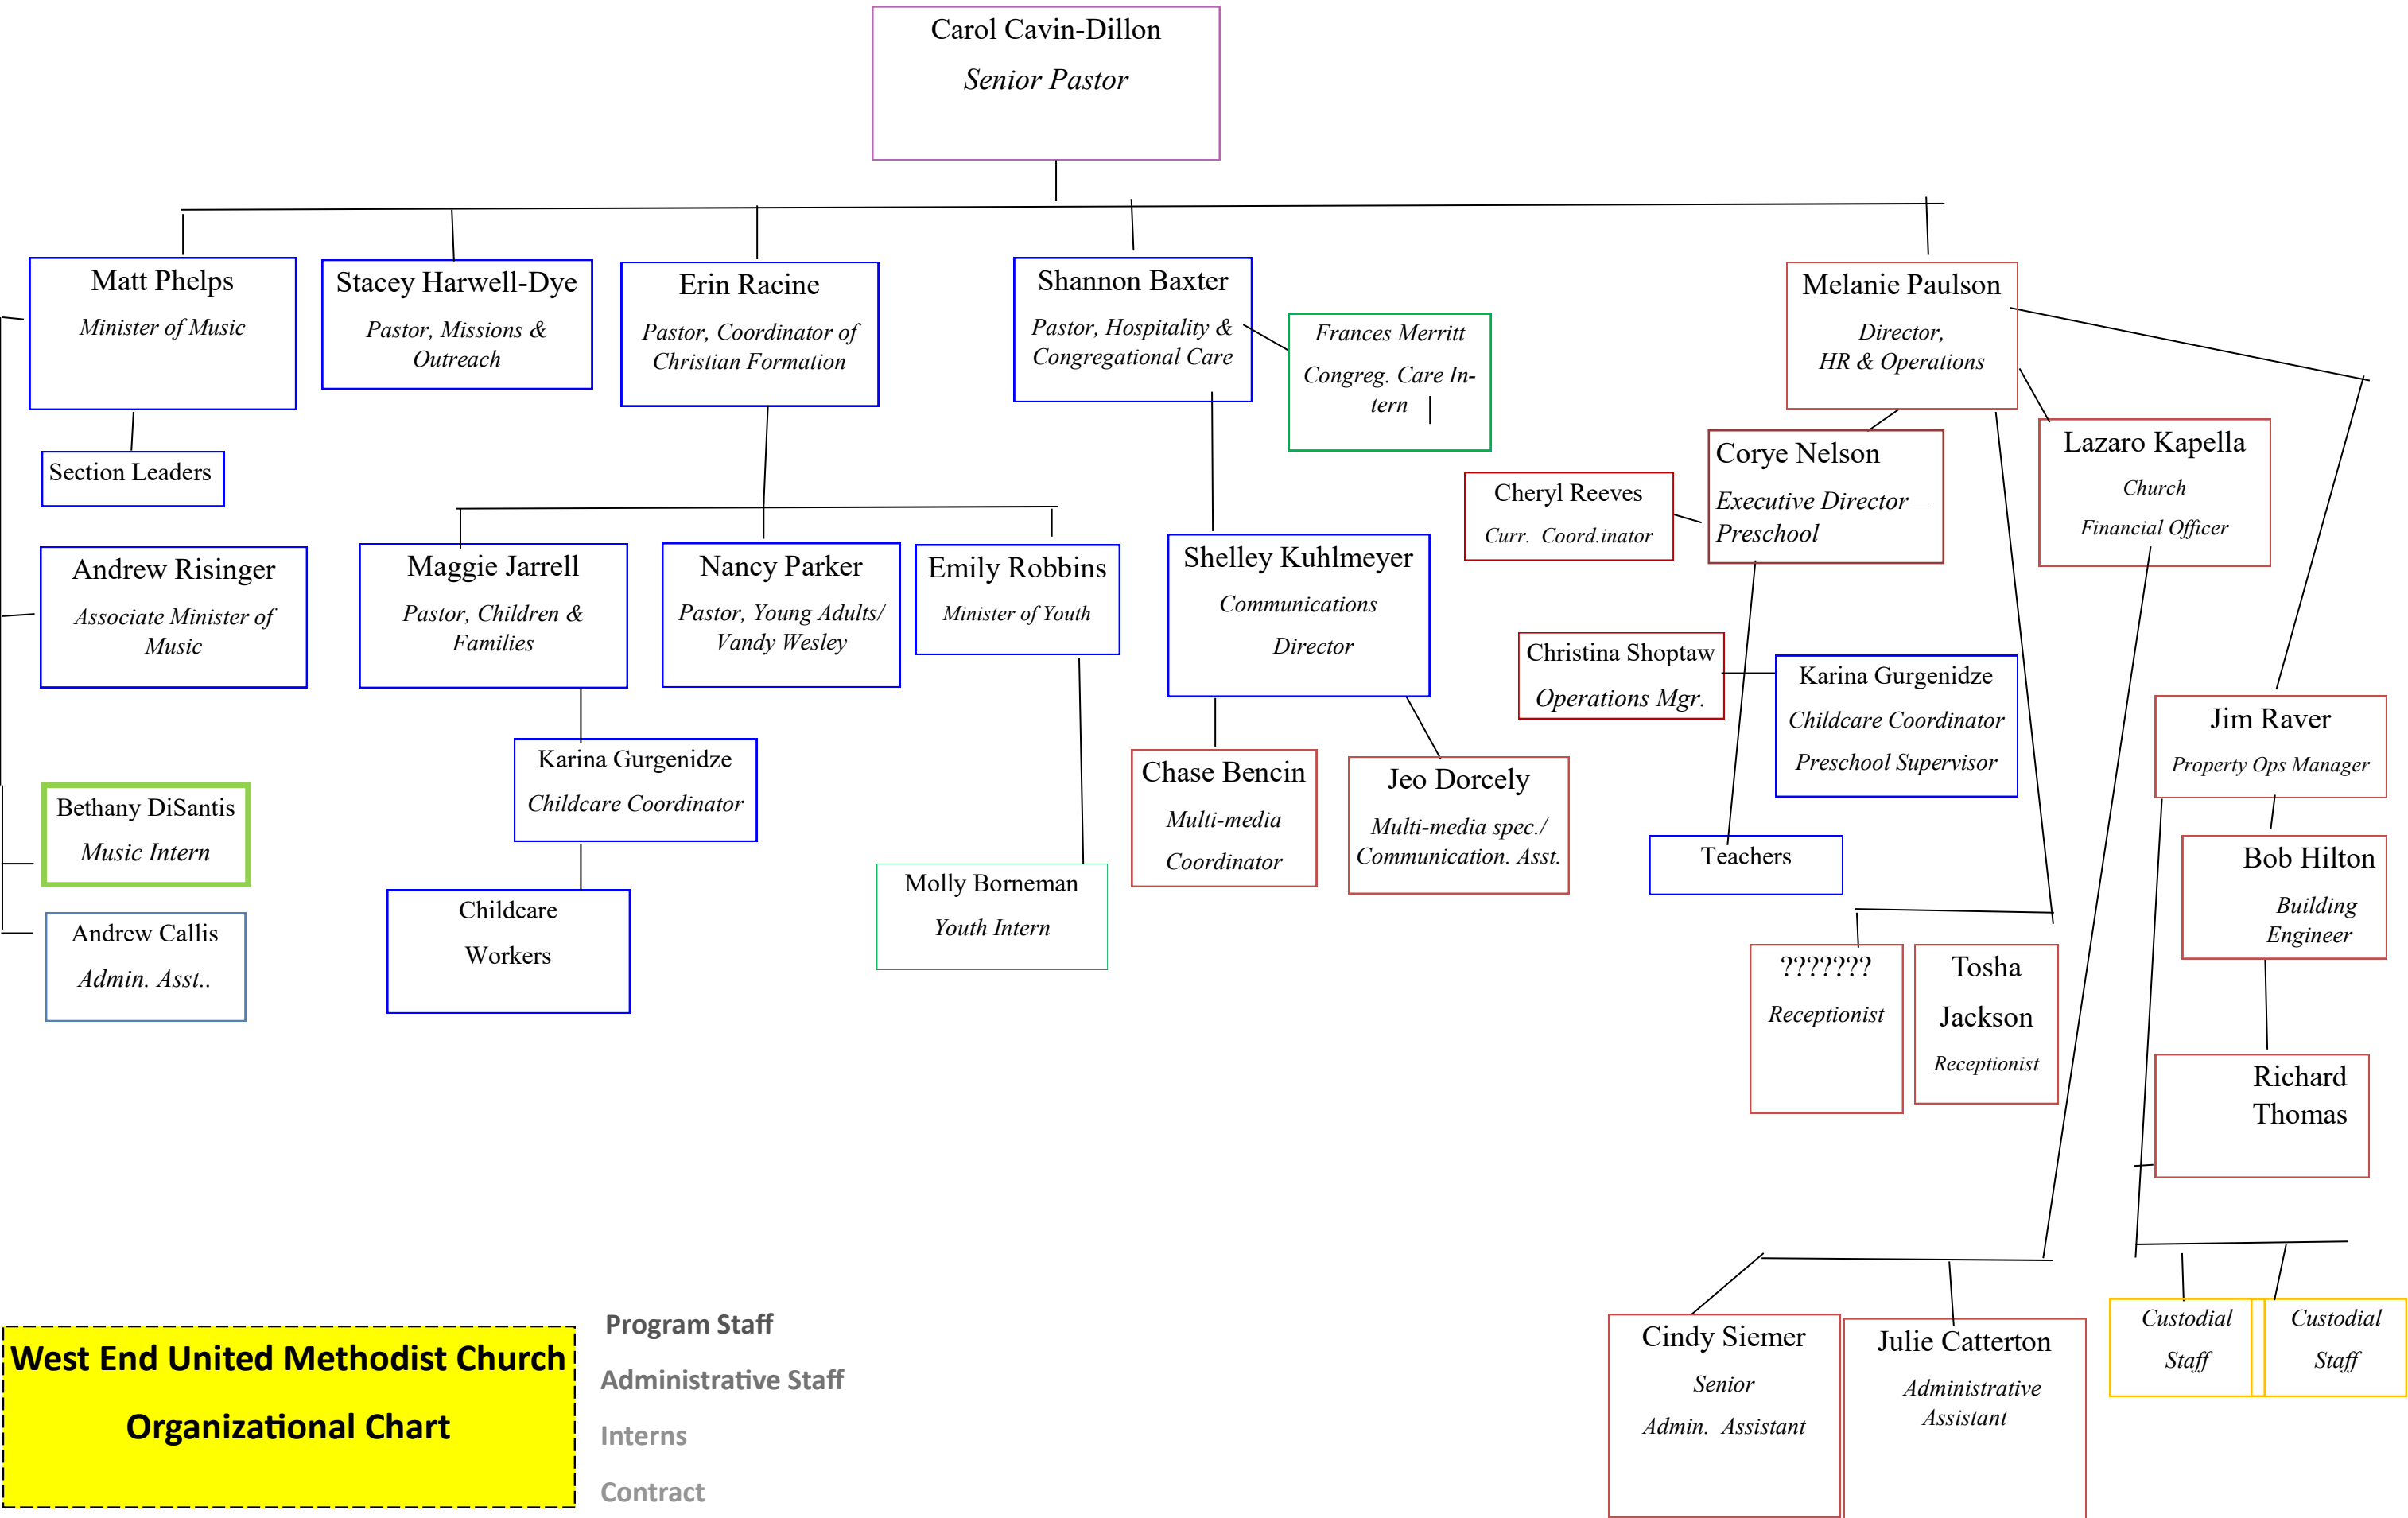 Carol Cavin-Dillon
Senior Pastor
Matt Phelps
Minister of Music
Stacey Harwell-Dye
Pastor, Missions &
Outreach
Erin Racine
Pastor, Coordinator of
Christian Formation
Shannon Baxter
Pastor, Hospitality &
Congregational Care
Frances Merritt
Congreg. Care In-
tern
Melanie Paulson
Director,
HR & Operations
Section Leaders
Cheryl Reeves
Curr. Coord.inator
Corye Nelson
Executive Director—
Preschool
Lazaro Kapella
Church
Financial Officer
Andrew Risinger
Associate Minister of
Music
Maggie Jarrell
Pastor, Children &
Families
Nancy Parker
Pastor, Young Adults/
Vandy Wesley
Emily Robbins
Minister of Youth
Shelley Kuhlmeyer
Communications
Director
Christina Shoptaw
Operations Mgr.
Karina Gurgenidze
Childcare Coordinator
Preschool Supervisor
Jim Raver
Property Ops Manager
Bethany DiSantis
Music Intern
Karina Gurgenidze
Childcare Coordinator
Chase Bencin
Multi-media
Coordinator
Jeo Dorcely
Multi-media spec./
Communication. Asst.
Teachers
Bob Hilton
Building
Engineer
Andrew Callis
Admin. Asst..
Childcare
Workers
Molly Borneman
Youth Intern
???????
Receptionist
Tosha
Jackson
Receptionist
Richard
Thomas
West End United Methodist Church
Organizational Chart
Program Staff
Administrative Staff
Interns
Contract
Cindy Siemer
Senior
Admin. Assistant
Julie Catterton
Administrative
Assistant
Custodial
Staff
Custodial
Staff